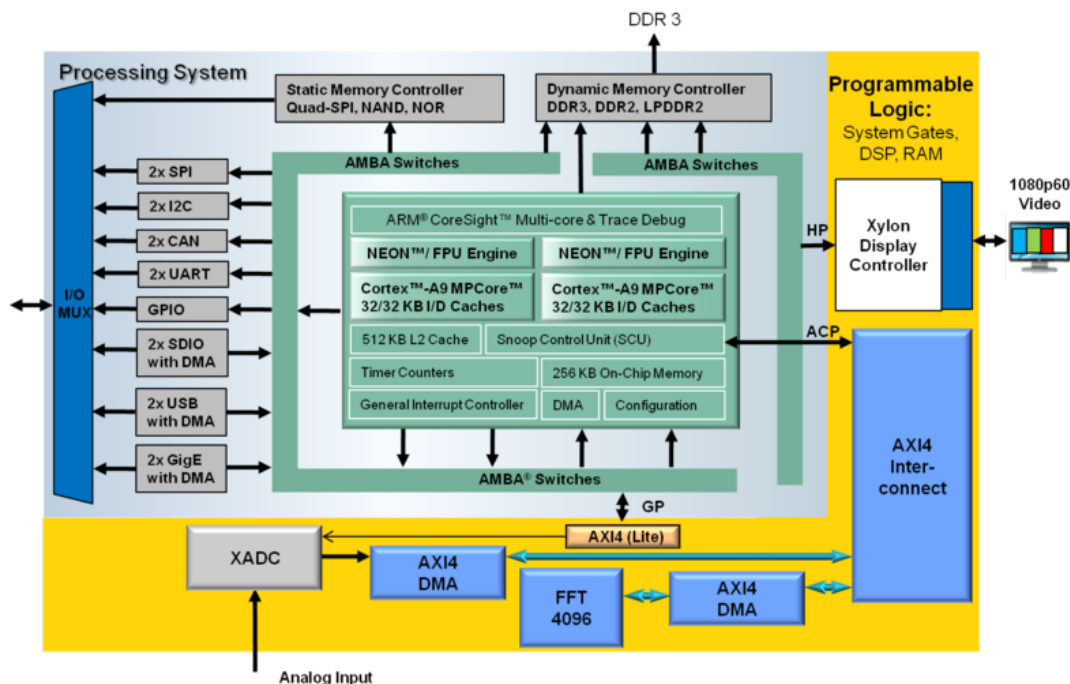 DDR 3
Processing System
Static Memory Controller
Quad-SPI, NAND, NOR
Dynamic Memory Controller
DDR3, DDR2, LPDDR2
Programmable
Logic:
System Gates,
DSP, RAM
AMBA Switches
AMBA Switches
2x SPI
2x I2C
2x CAN
2x UART
GPIO
2x SDIO
with DMA
2x USB
with DMA
2x GigE
with DMA
I/O
MUX
ARM® CoreSight™ Multi-core & Trace Debug
NEON™/ FPU Engine
NEON™/ FPU Engine
Cortex™-A9 MPCore™
32/32 KB I/D Caches
Cortex™-A9 MPCore™
32/32 KB I/D Caches
512 KB L2 Cache
Snoop Control Unit (SCU)
Timer Counters
256 KB On-Chip Memory
General Interrupt Controller
DMA
Configuration
AMBA® Switches
HP
Xylon
Display
Controller
1080p60
Video
ACP
AXI4
Inter-
connect
GP
AXI4 (Lite)
XADC
AXI4
DMA
FFT
4096
AXI4
DMA
Analog Input